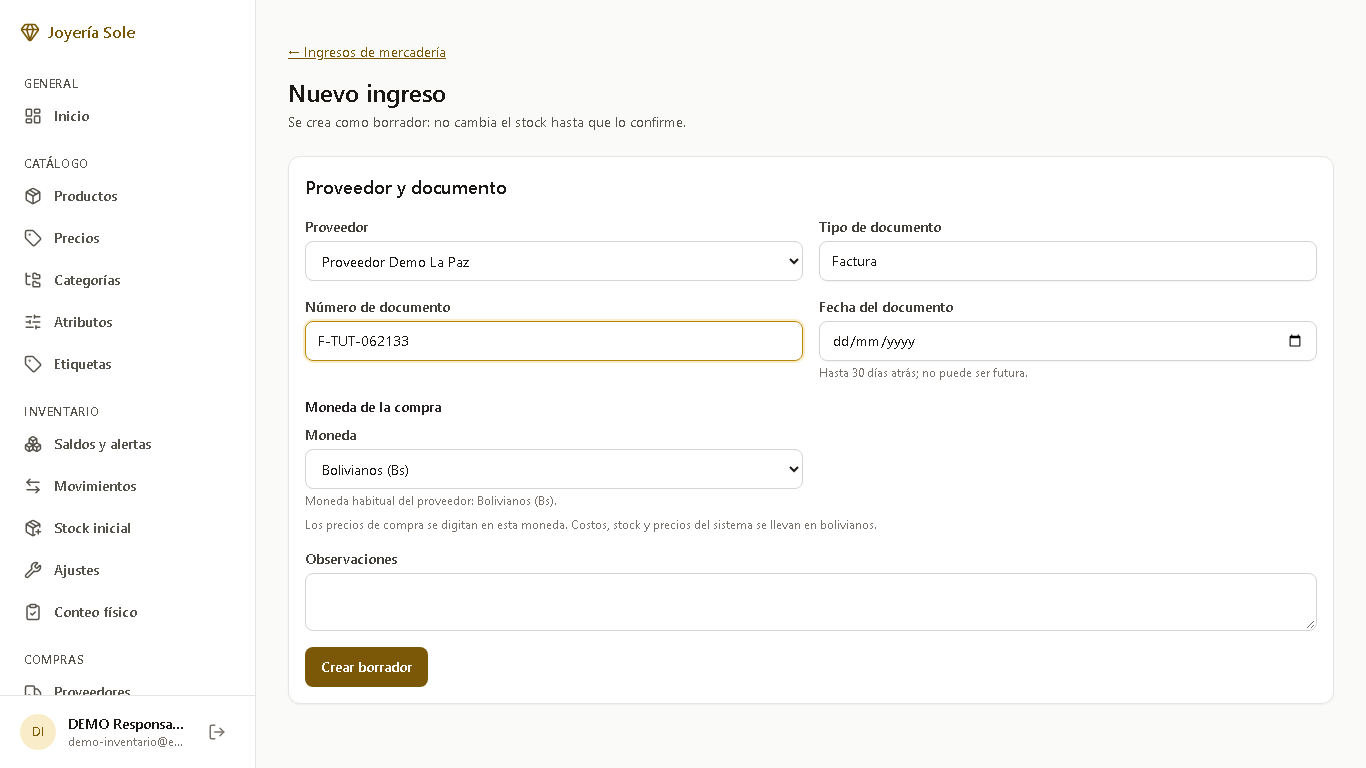 Joyería Sole
GENERAL
Inicio
CATÁLOGO
Productos
Precios
Categorías
Atributos
Etiquetas
INVENTARIO
Saldos y alertas
Movimientos
Stock inicial
Ajustes
Conteo físico
COMPRAS
Proveedores
DI
DEMO Responsa...
demo-inventario@e...
← Ingresos de mercadería
Nuevo ingreso
Se crea como borrador: no cambia el stock hasta que lo confirme.
Proveedor y documento
Proveedor
Proveedor Demo La Paz
Tipo de documento
Factura
Número de documento
F-TUT-062133
Fecha del documento
dd/mm/yyyy
Hasta 30 días atrás; no puede ser futura.
Moneda de la compra
Moneda
Bolivianos (Bs)
Moneda habitual del proveedor: Bolivianos (Bs).
Los precios de compra se digitan en esta moneda. Costos, stock y precios del sistema se llevan en bolivianos.
Observaciones
Crear borrador